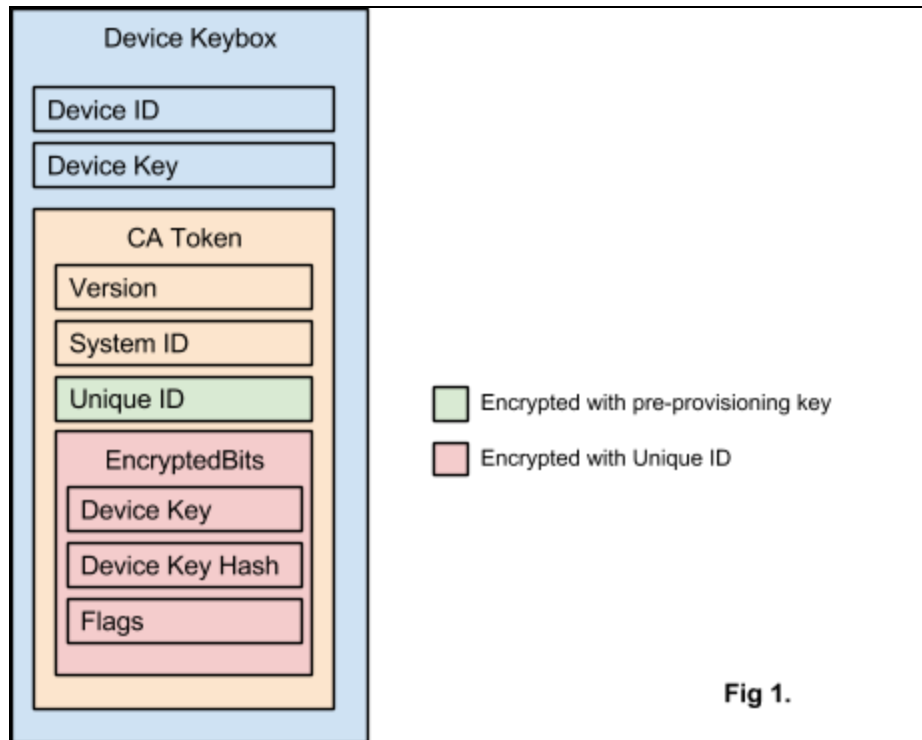 Device Keybox
Device ID
Device Key
CA Token
Version
System ID
Unique ID
EncryptedBits
Device Key
Device Key Hash
Flags
Encrypted with pre-provisioning key
Encrypted with Unique ID
Fig 1.